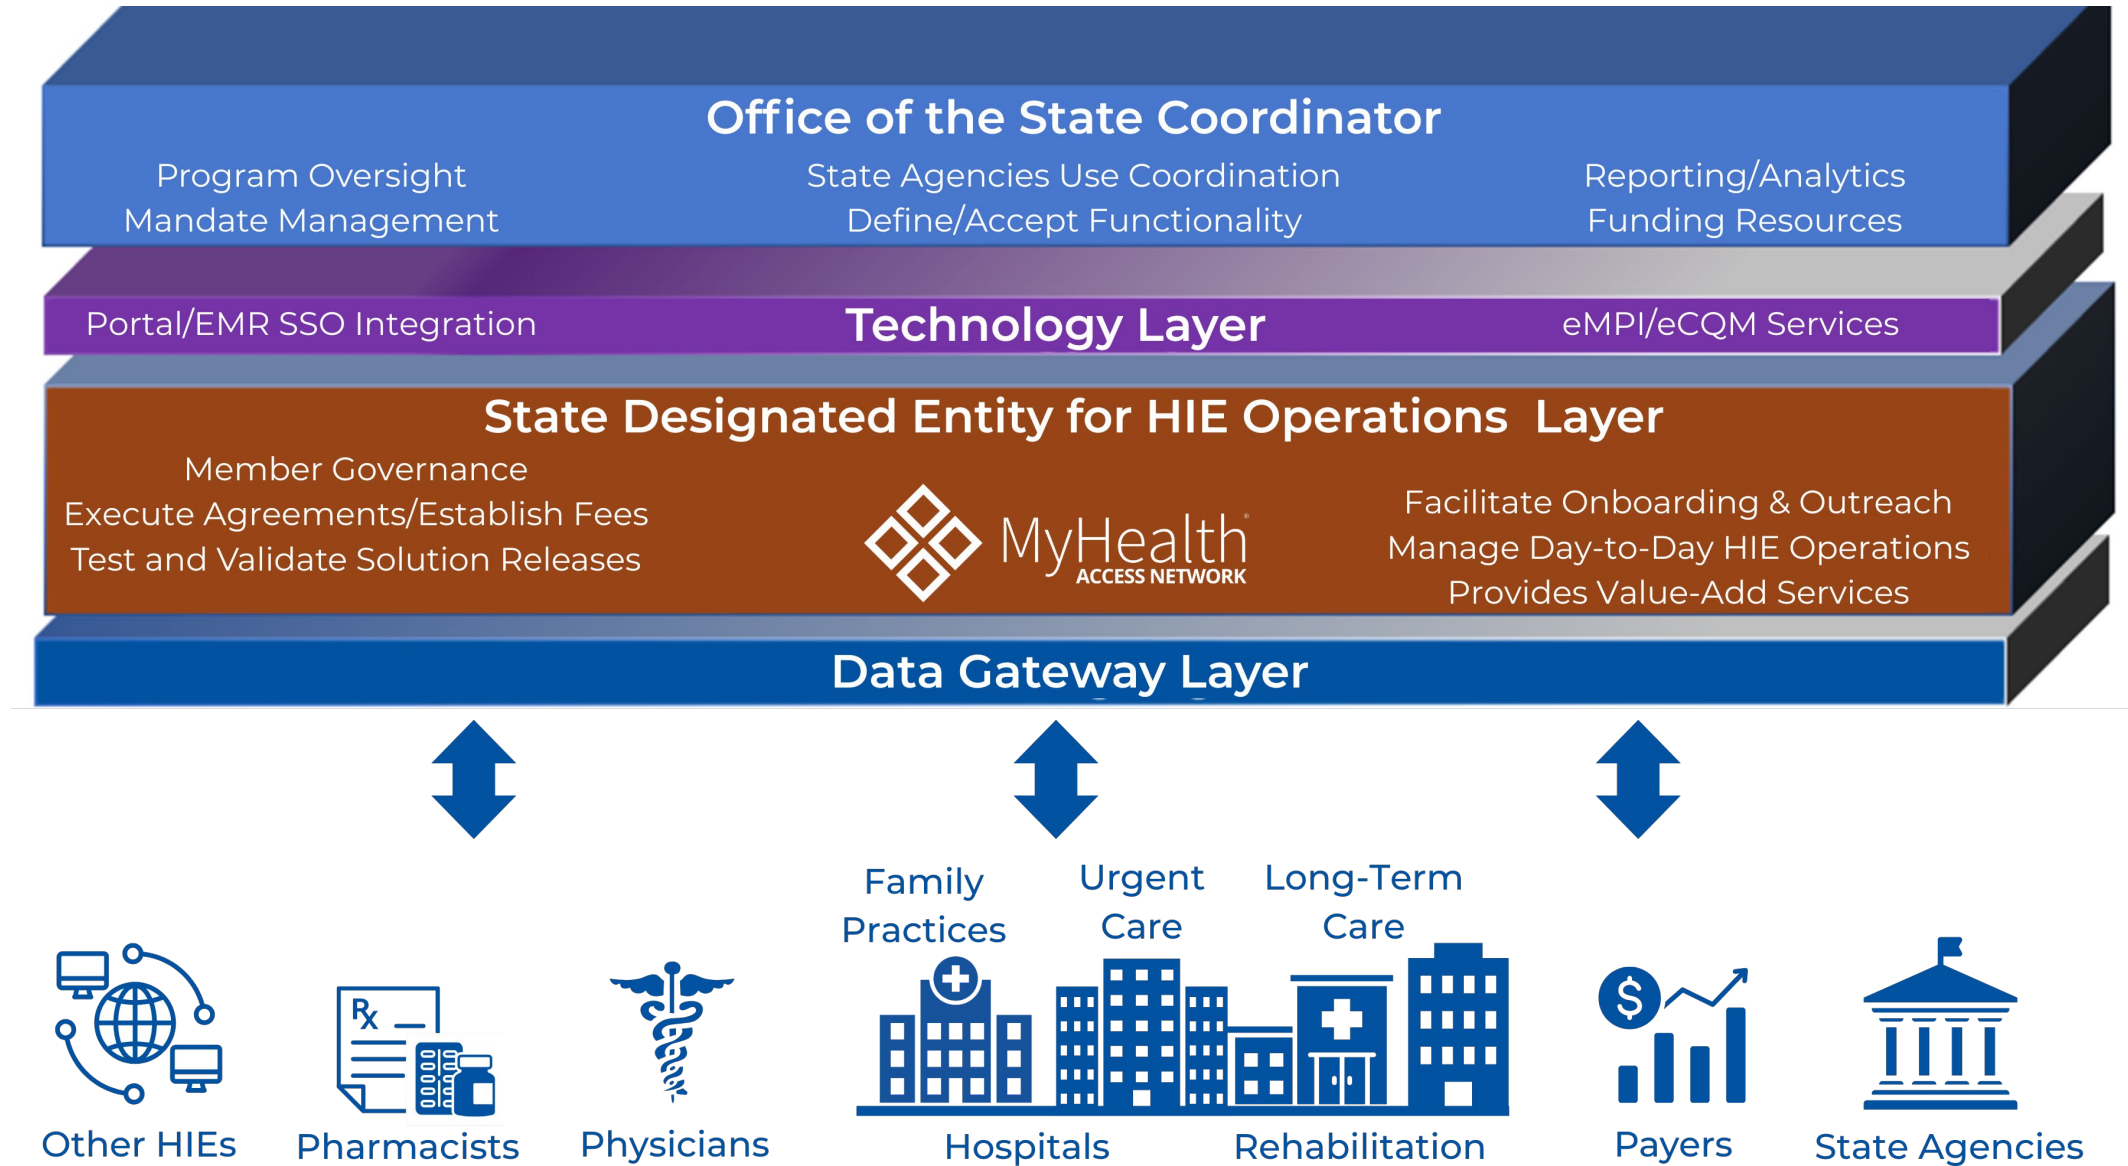 Office of the State Coordinator
Program Oversight
Mandate Management
State Agencies Use Coordination
Define/Accept Functionality
Reporting/Analytics
Funding Resources
Portal/EMR SSO Integration
Technology Layer
eMPI/eCQM Services
State Designated Entity for HIE Operations Layer
Member Governance
Execute Agreements/Establish Fees
Test and Validate Solution Releases
MyHealth
ACCESS NETWORK
Facilitate Onboarding & Outreach
Manage Day-to-Day HIE Operations
Provides Value-Add Services
Data Gateway Layer
Family
Practices
Urgent
Care
Long-Term
Care
Rx
$
Other HIEs
Pharmacists
Physicians
Hospitals
Rehabilitation
Payers
State Agencies